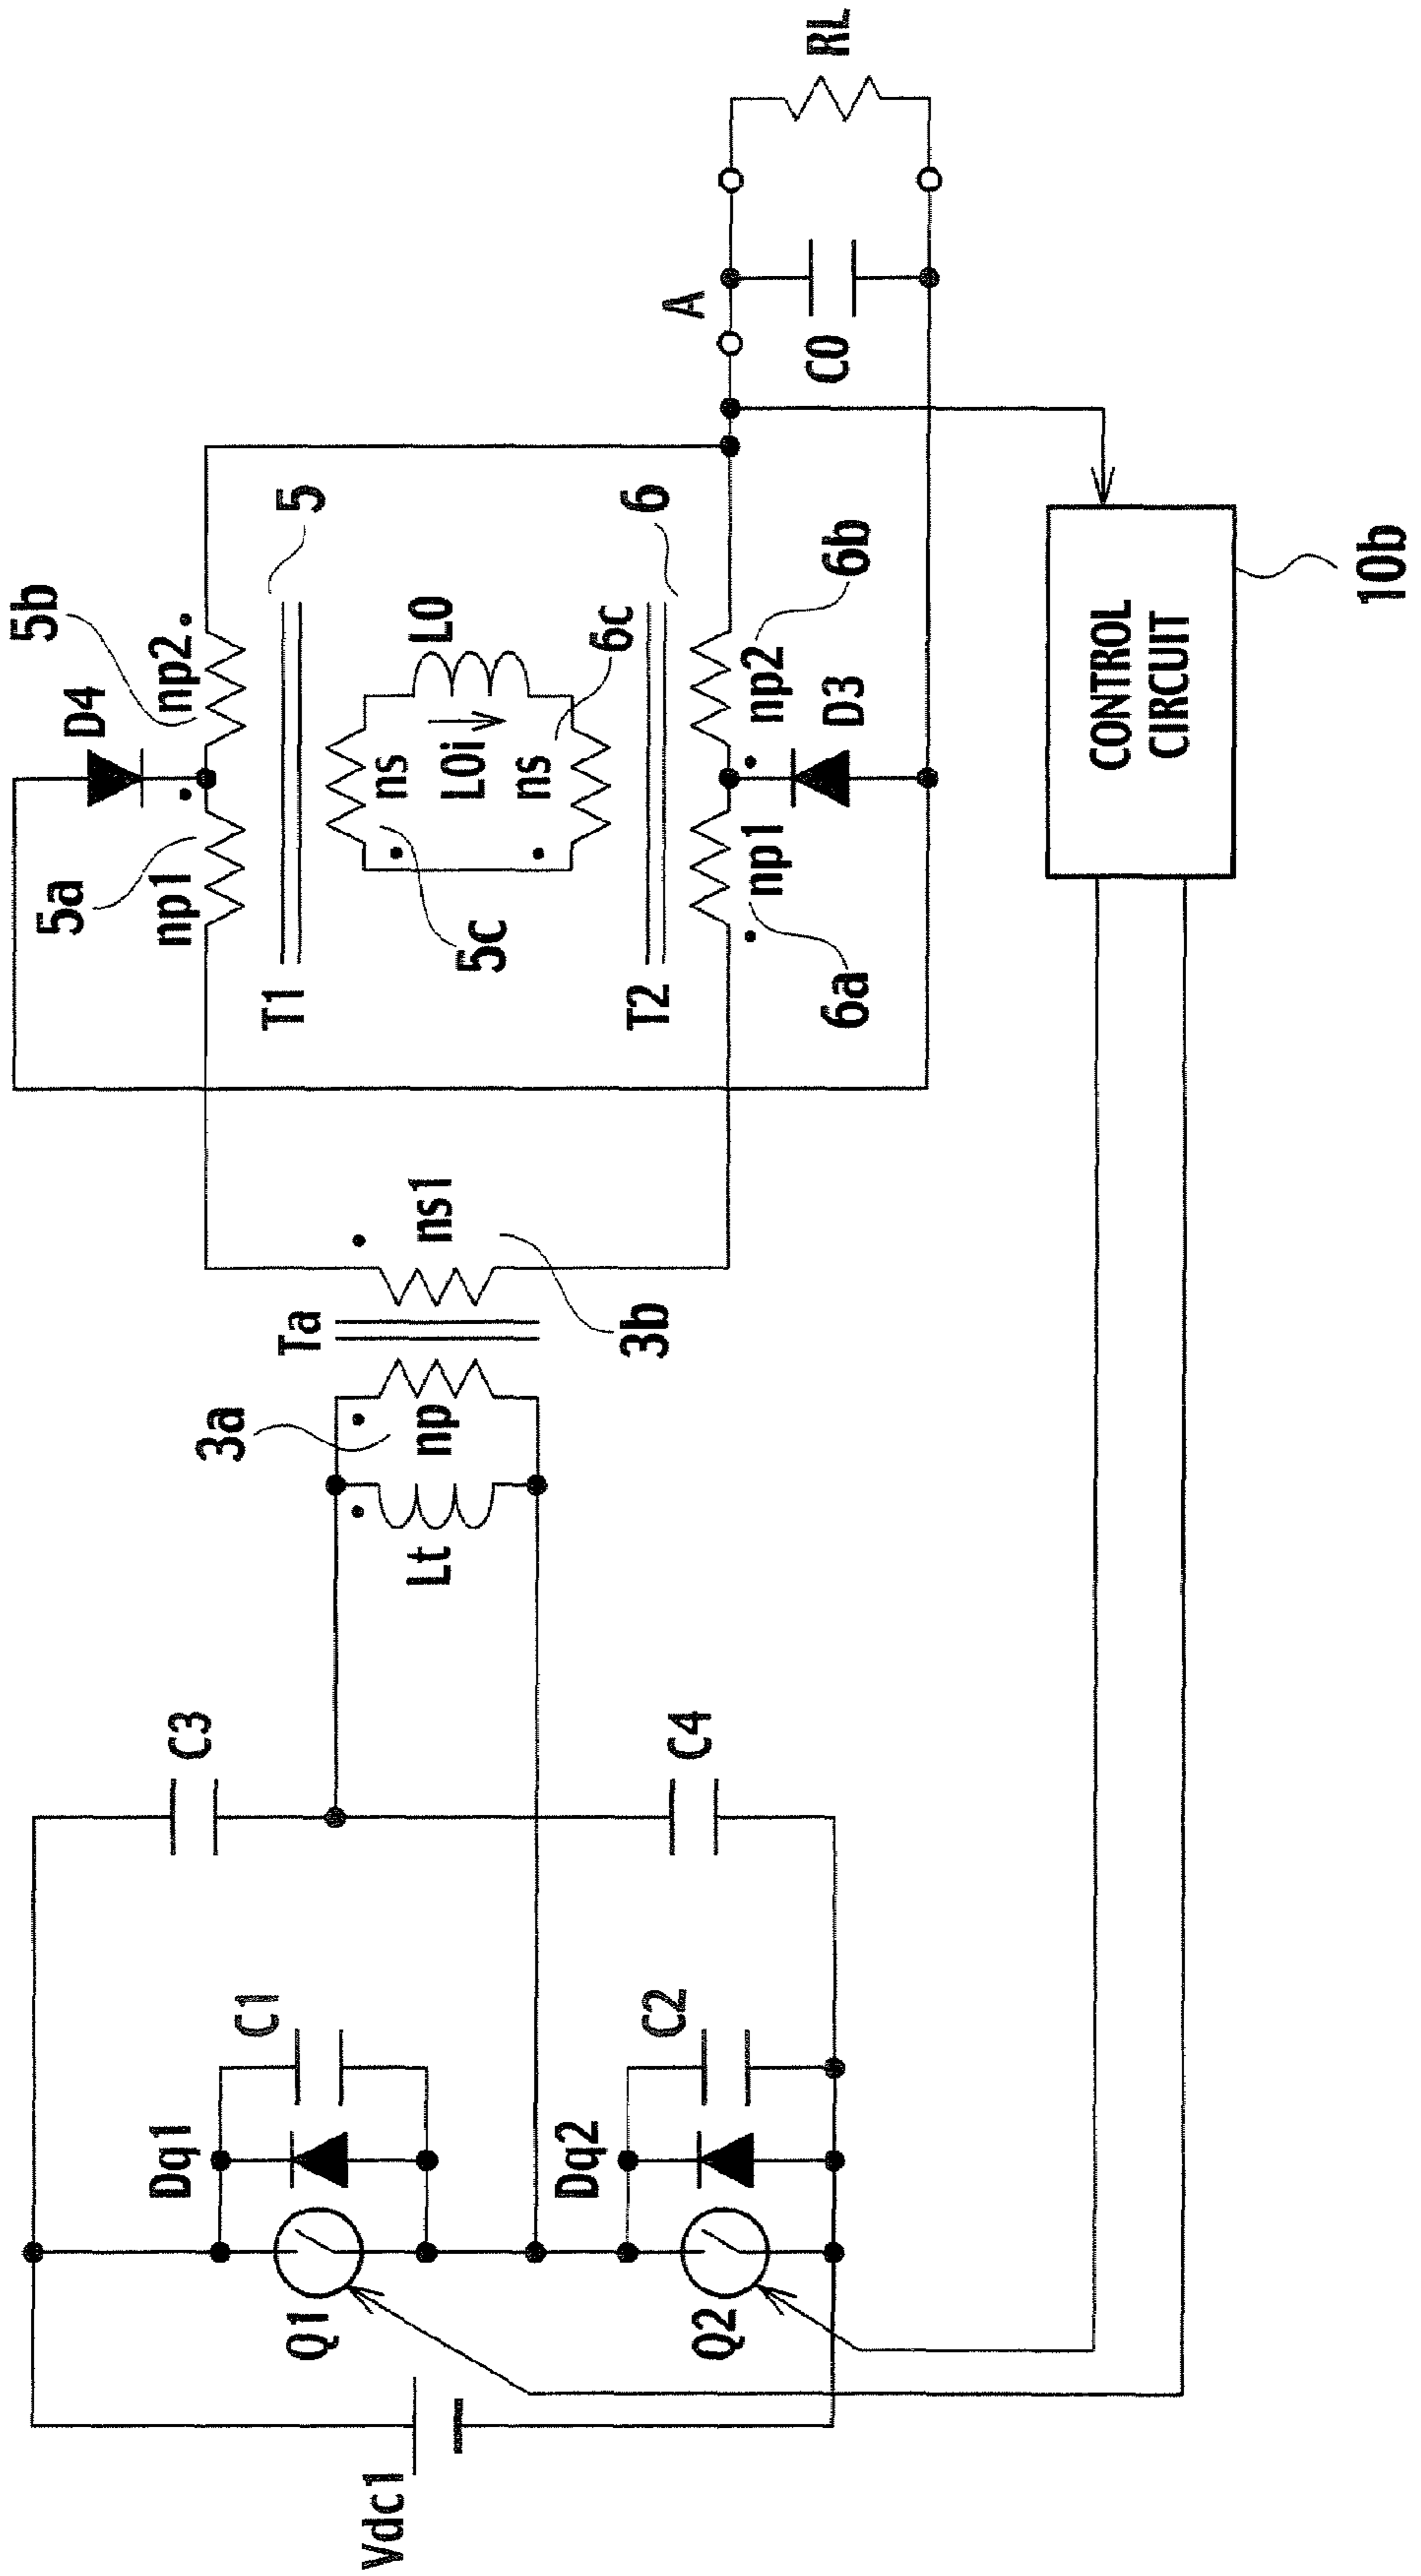 Vdc1
Q1
Dq1
C1
Q2
Dq2
C2
C3
C4
Lt
3a
np
Ta
ns1
3b
T1
5a
np1
D4
5b
np2
5
5c
ns
L0
L0i
ns
6c
T2
6
6a
np1
D3
np2
6b
A
C0
RL
CONTROL
CIRCUIT
10b